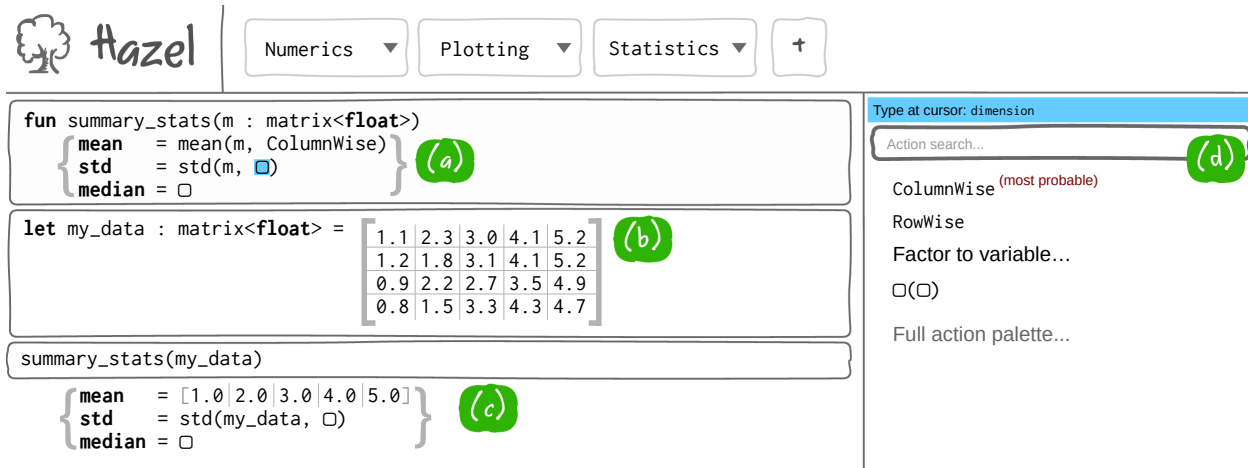 Hazel
Numerics
Plotting
Statistics
+
fun summary_stats(m : matrix<float>)
mean = mean(m, ColumnWise)
std = std(m, ▢)
median = ▢
(a)
let my_data : matrix<float> =
1.1 2.3 3.0 4.1 5.2
1.2 1.8 3.1 4.1 5.2
0.9 2.2 2.7 3.5 4.9
0.8 1.5 3.3 4.3 4.7
(b)
summary_stats(my_data)
mean = [1.0|2.0|3.0|4.0|5.0]
std = std(my_data, ▢)
median = ▢
(c)
Type at cursor: dimension
Action search...
(d)
ColumnWise (most probable)
RowWise
Factor to variable…
▢(▢)
Full action palette...